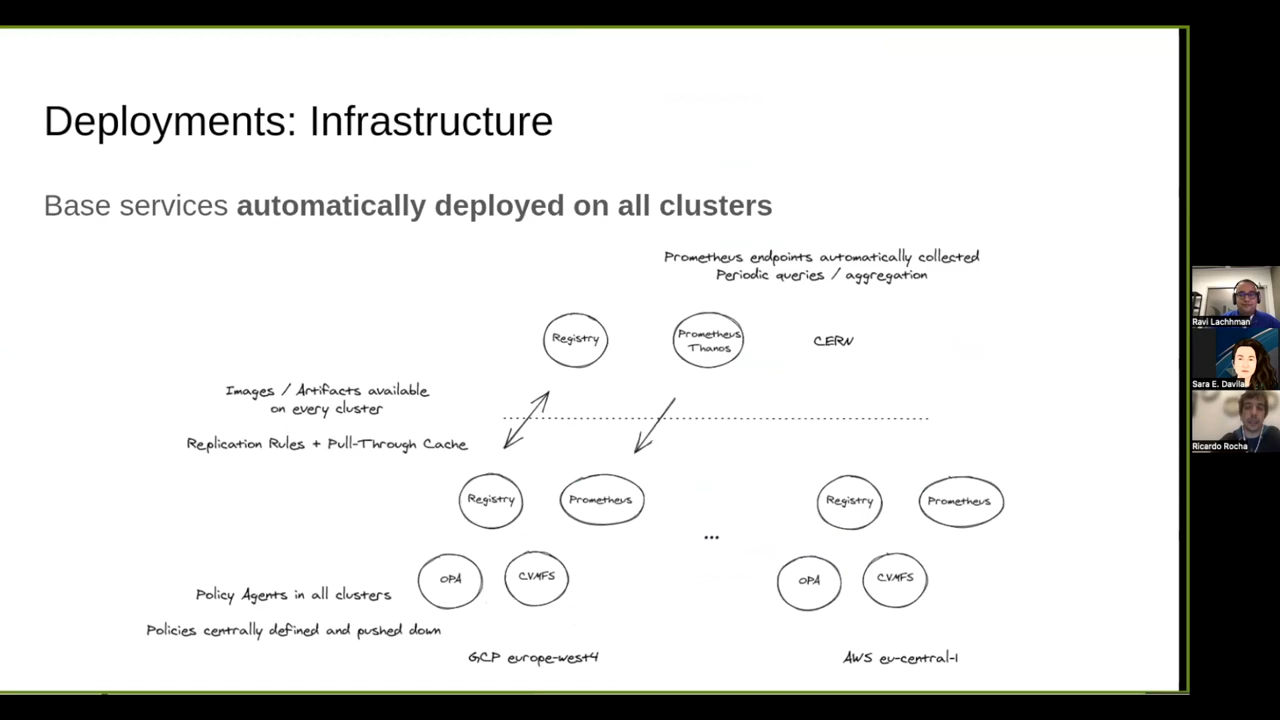 Deployments: Infrastructure
Base services automatically deployed on all clusters
Prometheus endpoints automatically collected
Periodic queries / aggregation
Registry
Prometheus
Thanos
CERN
Images / Artifacts available
on every cluster
Replication Rules + Pull-Through Cache
Registry
Prometheus
...
Registry
Prometheus
OPA
CVMFS
OPA
CVMFS
Policy Agents in all clusters
Policies centrally defined and pushed down
GCP europe-west4
AWS eu-central-1
Ravi Lachhman
Sara E. Davila
Ricardo Rocha